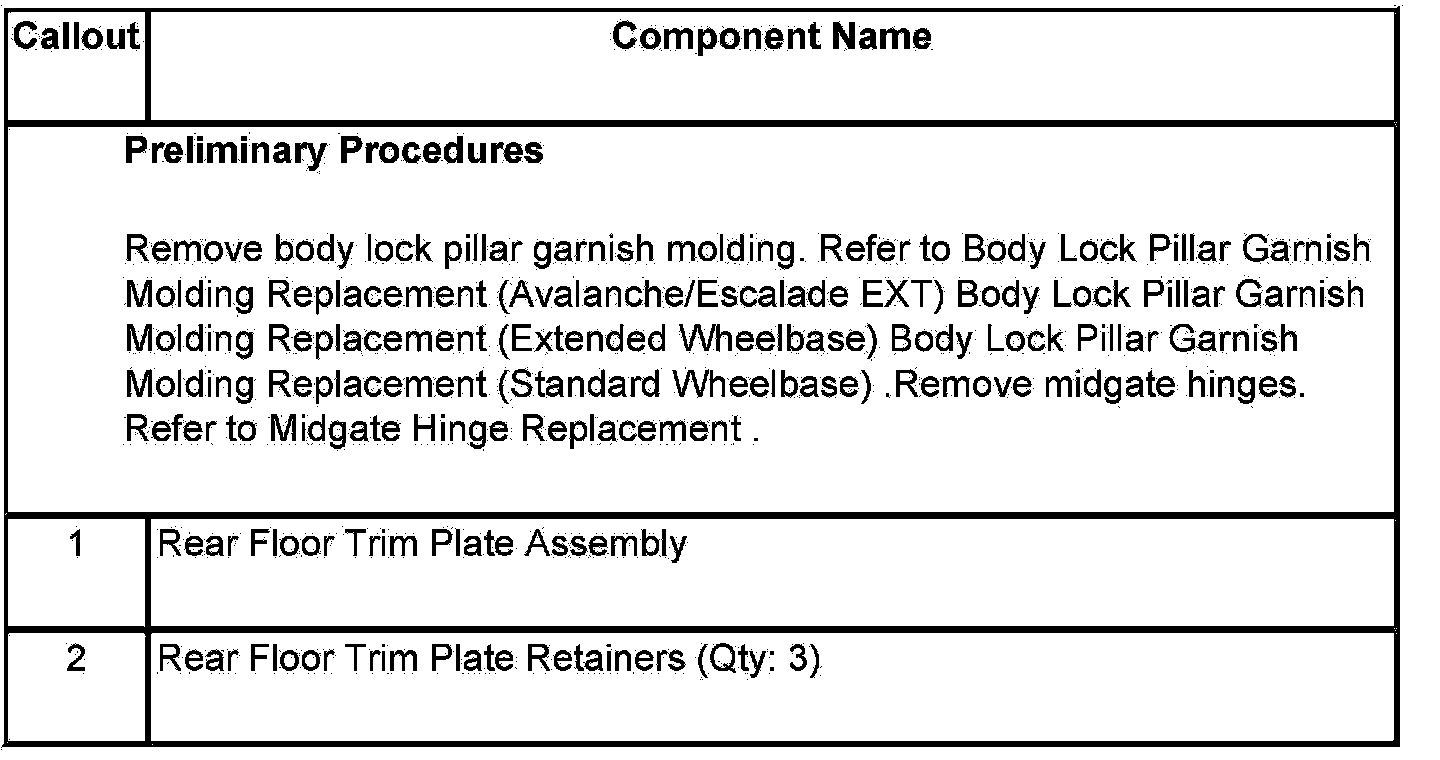 Callout Component Name
Preliminary Procedures
Remove body lock pillar garnish molding. Refer to Body Lock Pillar Garnish
Molding Replacement (Avalanche/Escalade EXT) Body Lock Pillar Garnish
Molding Replacement (Extended Wheelbase) Body Lock Pillar Garnish
Molding Replacement (Standard Wheelbase) .Remove midgate hinges.
Refer to Midgate Hinge Replacement .
1 Rear Floor Trim Plate Assembly
2 Rear Floor Trim Plate Retainers (Qty: 3)